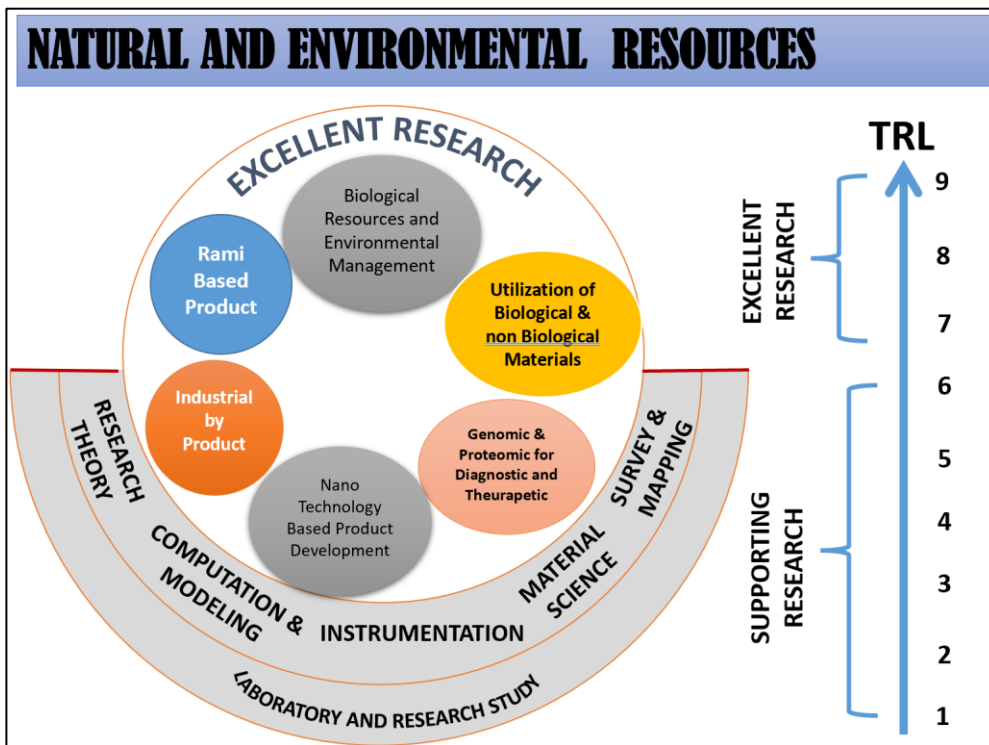 NATURAL AND ENVIRONMENTAL RESOURCES
EXCELLENT RESEARCH
Biological
Resources and
Environmental
Management
Rami
Based
Product
Utilization of
Biological &
non Biological
Materials
Industrial
by
Product
Genomic &
Proteomic for
Diagnostic and
Theurapetic
Nano
Technology
Based Product
Development
RESEARCH
THEORY
COMPUTATION &
MODELING
INSTRUMENTATION
MATERIAL
SCIENCE
SURVEY &
MAPPING
LABORATORY AND RESEARCH STUDY
TRL
EXCELLENT
RESEARCH
9
8
7
SUPPORTING
RESEARCH
6
5
4
3
2
1